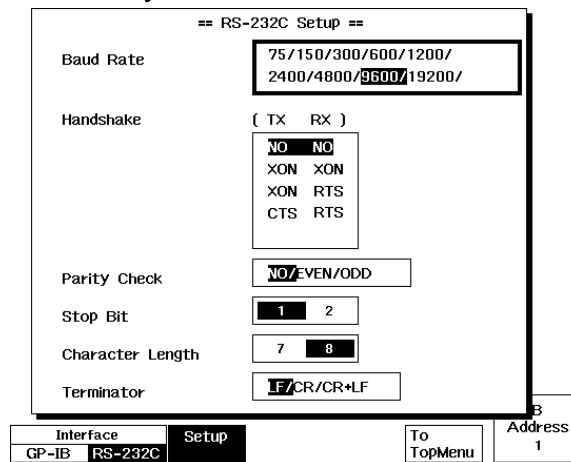 == RS-232C Setup ==
Baud Rate
75/150/300/600/1200/
2400/4800/9600/19200/
Handshake
( TX RX )
NO NO
XON XON
XON RTS
CTS RTS
Parity Check
NO/EVEN/ODD
Stop Bit
1 2
Character Length
7 8
Terminator
LF/CR/CR+LF
B
Address
1
Interface
GP-IB RS-232C
Setup
To
TopMenu